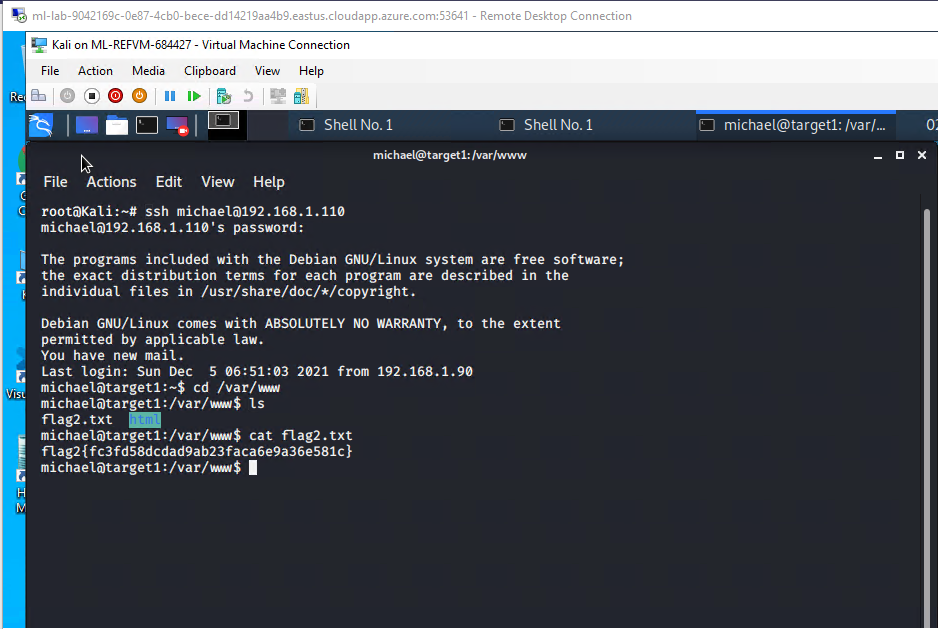 ml-lab-9042169c-0e87-4cb0-bece-dd14219aa4b9.eastus.cloudapp.azure.com:53641 - Remote Desktop Connection
Kali on ML-REFVM-684427 - Virtual Machine Connection
File Action Media Clipboard View Help
Shell No. 1 Shell No. 1 michael@target1: /var/...
michael@target1: /var/www
File Actions Edit View Help
root@Kali:~# ssh michael@192.168.1.110
michael@192.168.1.110's password:
The programs included with the Debian GNU/Linux system are free software;
the exact distribution terms for each program are described in the
individual files in /usr/share/doc/*/copyright.
Debian GNU/Linux comes with ABSOLUTELY NO WARRANTY, to the extent
permitted by applicable law.
You have new mail.
Last login: Sun Dec  5 06:51:03 2021 from 192.168.1.90
michael@target1:~$ cd /var/www
michael@target1:/var/www$ ls
flag2.txt  html
michael@target1:/var/www$ cat flag2.txt
flag2{fc3fd58dcdad9ab23faca6e9a36e581c}
michael@target1:/var/www$